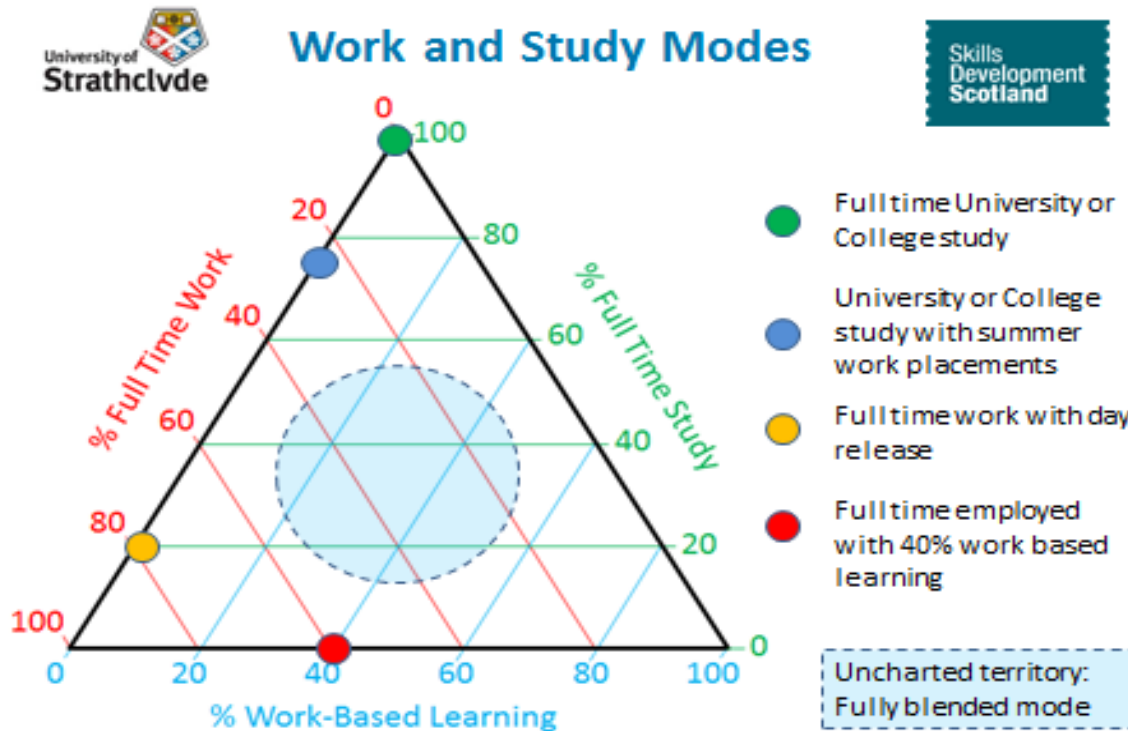 University of
Strathclyde
Work and Study Modes
Skills
Development
Scotland
0
100
20
80
% Full Time Work
% Full Time Study
40
60
60
40
80
20
100
0
0
20
40
60
80
100
% Work-Based Learning
Full time University or
College study
University or College
study with summer
work placements
Full time work with day
release
Full time employed
with 40% work based
learning
Uncharted territory:
Fully blended mode